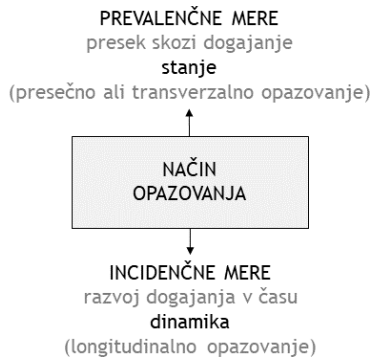 PREVALENČNE MERE
presek skozi dogajanje
stanje
(presečno ali transverzalno opazovanje)
NAČIN
OPAZOVANJA
INCIDENČNE MERE
razvoj dogajanja v času
dinamika
(longitudinalno opazovanje)